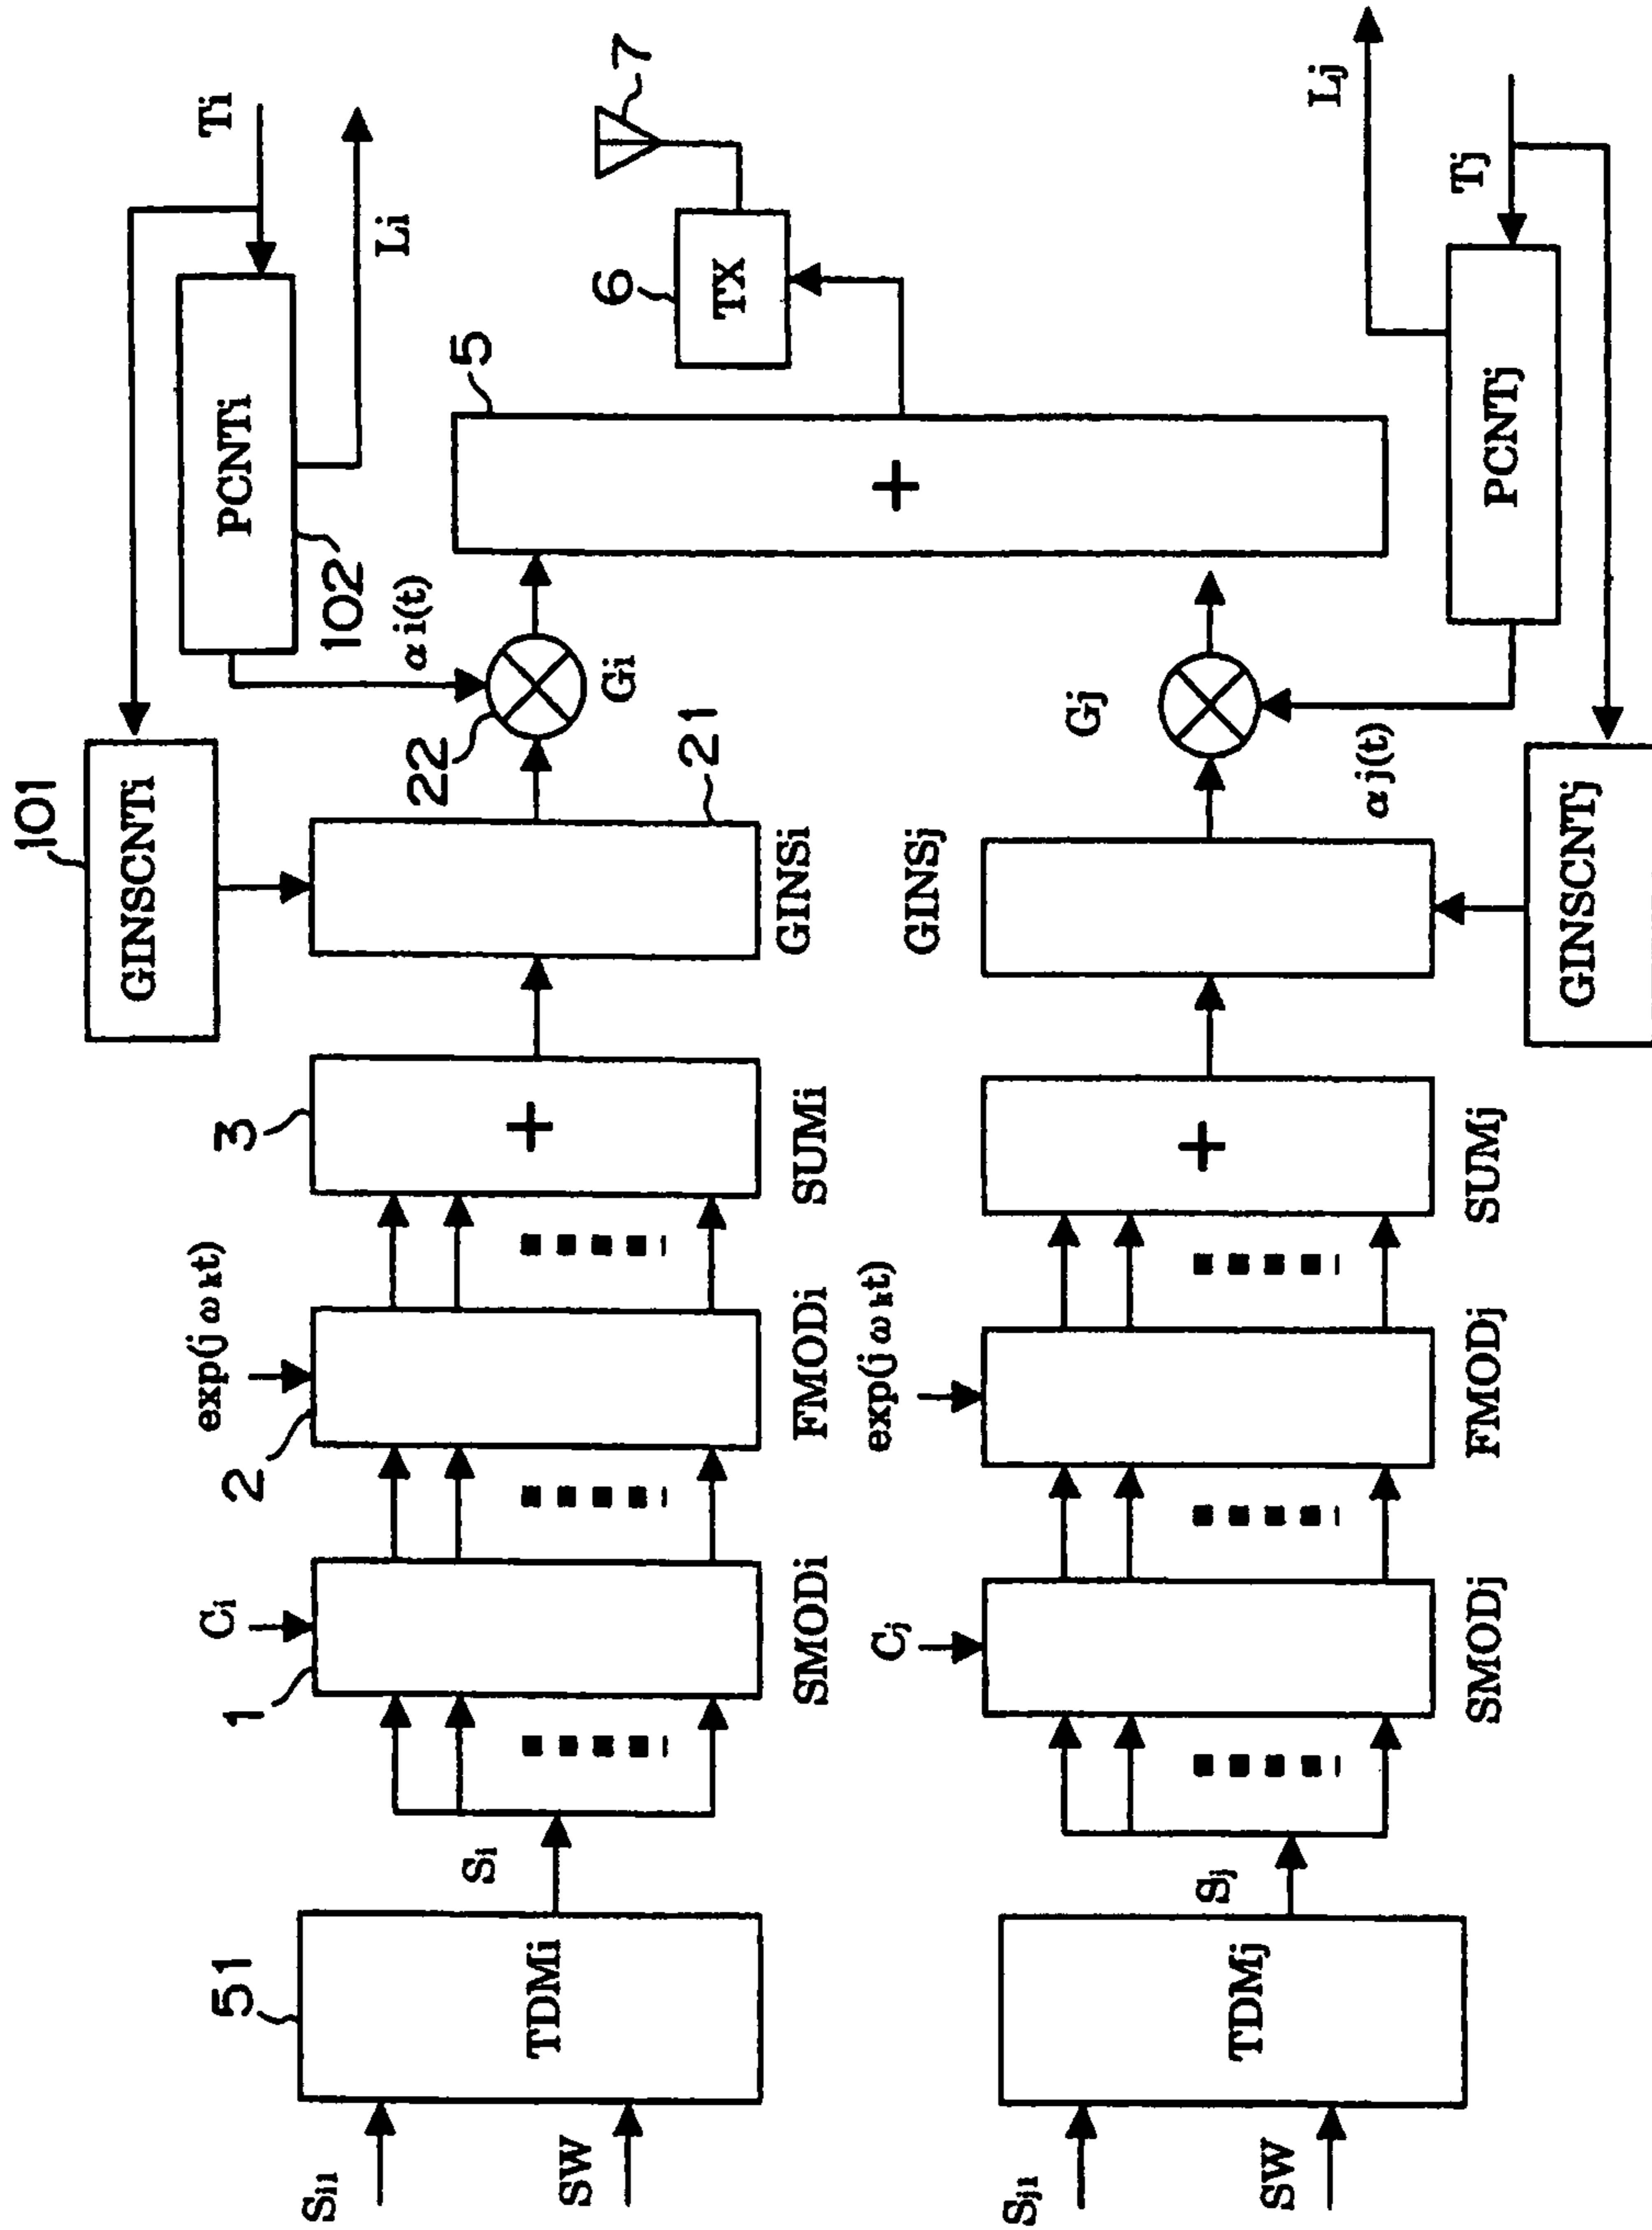 Ti
101
GINSCNTi
PCNTi
102
Li
αi(t)
7
6
TX
5
+
22
Gi
21
GINSi
3
+
SUMi
exp(jωkt)
2
FMODi
Ci
1
SMODi
Si
51
TDMi
Si1
SW
Lj
Tj
PCNTj
αj(t)
Gj
GINSCNTj
GINSj
+
SUMj
exp(jωkt)
FMODj
Cj
SMODj
Sj
TDMj
Sj1
SW